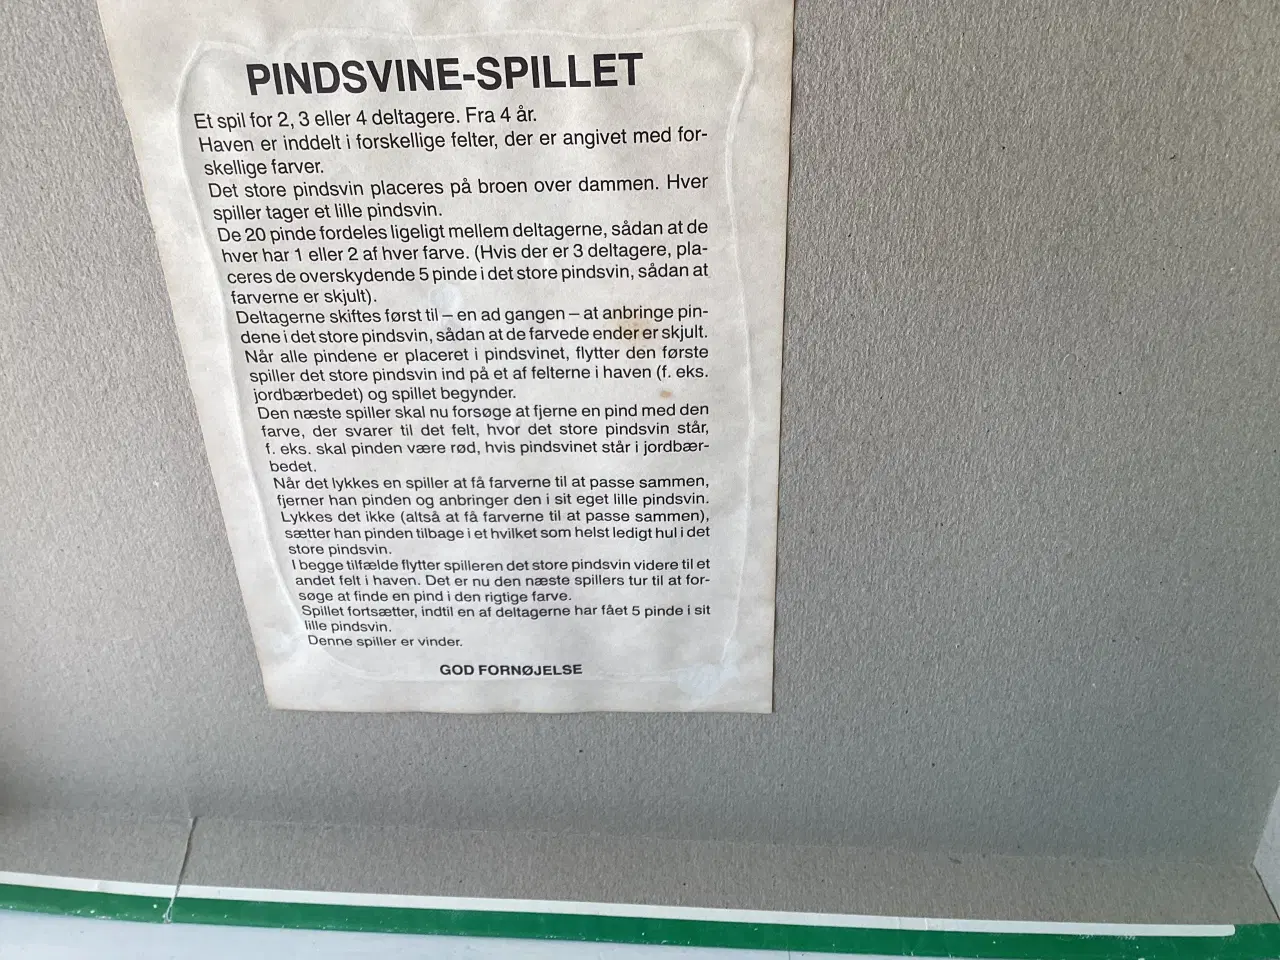 PINDSVINE-SPILLET
Et spil for 2, 3 eller 4 deltagere. Fra 4 år.
Haven er inddelt i forskellige felter, der er angivet med for-
skellige farver.
Det store pindsvin placeres på broen over dammen. Hver
spiller tager et lille pindsvin.
De 20 pinde fordeles ligeligt mellem deltagerne, sådan at de
hver har 1 eller 2 af hver farve. (Hvis der er 3 deltagere, pla-
ceres de overskydende 5 pinde i det store pindsvin, sådan at
farverne er skjult).
Deltagerne skiftes først til – en ad gangen – at anbringe pin-
dene i det store pindsvin, sådan at de farvede ender er skjult.
Når alle pindene er placeret i pindsvinet, flytter den første
spiller det store pindsvin ind på et af felterne i haven (f. eks.
jordbærbedet) og spillet begynder.
Den næste spiller skal nu forsøge at fjerne en pind med den
farve, der svarer til det felt, hvor det store pindsvin står,
f. eks. skal pinden være rød, hvis pindsvinet står i jordbær-
bedet.
Når det lykkes en spiller at få farverne til at passe sammen,
fjerner han pinden og anbringer den i sit eget lille pindsvin.
Lykkes det ikke (altså at få farverne til at passe sammen),
sætter han pinden tilbage i et hvilket som helst ledigt hul i det
store pindsvin.
I begge tilfælde flytter spilleren det store pindsvin videre til et
andet felt i haven. Det er nu den næste spillers tur til at for-
søge at finde en pind i den rigtige farve.
Spillet fortsætter, indtil en af deltagerne har fået 5 pinde i sit
lille pindsvin.
Denne spiller er vinder.
GOD FORNØJELSE